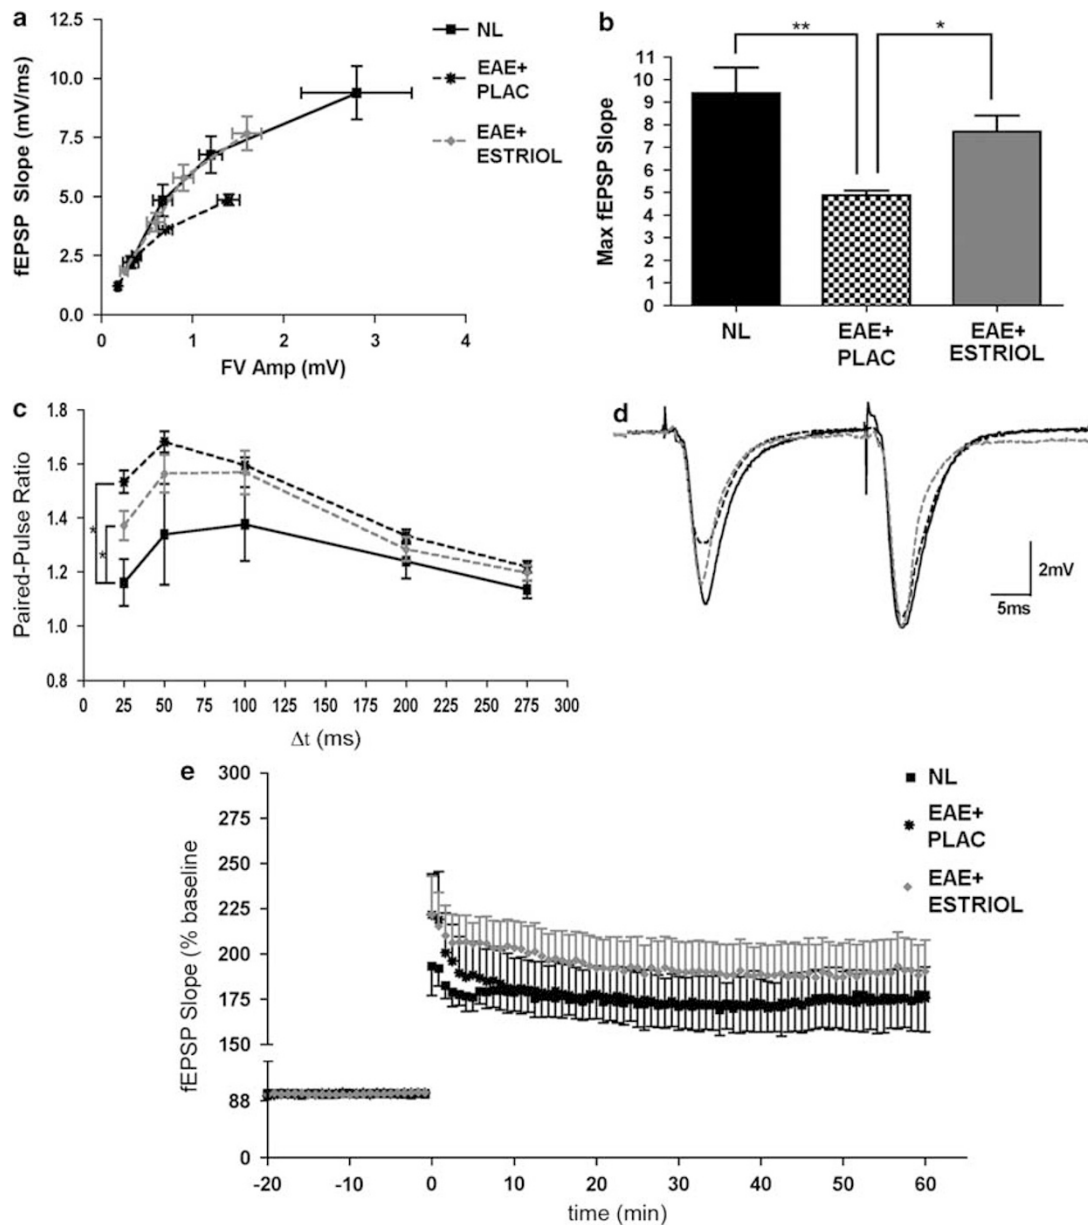 a
12.5
10.0
7.5
5.0
2.5
0.0
fEPSP Slope (mV/ms)
0 1 2 3 4
FV Amp (mV)
NL
EAE+
PLAC
EAE+
ESTRIOL
b
** *
11
10
9
8
7
6
5
4
3
2
1
0
Max fEPSP Slope
NL
EAE+
PLAC
EAE+
ESTRIOL
c
1.8
1.6
1.4
1.2
1.0
0.8
Paired-Pulse Ratio
*
*
0 25 50 75 100 125 150 175 200 225 250 275 300
Δt (ms)
d
2mV
5ms
e
300
275
250
225
200
175
150
88
0
fEPSP Slope (% baseline
-20 -10 0 10 20 30 40 50 60
time (min)
NL
EAE+
PLAC
EAE+
ESTRIOL